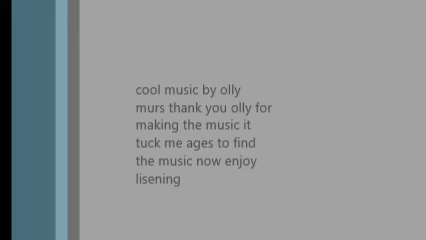 cool music by olly
murs thank you olly for
making the music it
tuck me ages to find
the music now enjoy
lisening